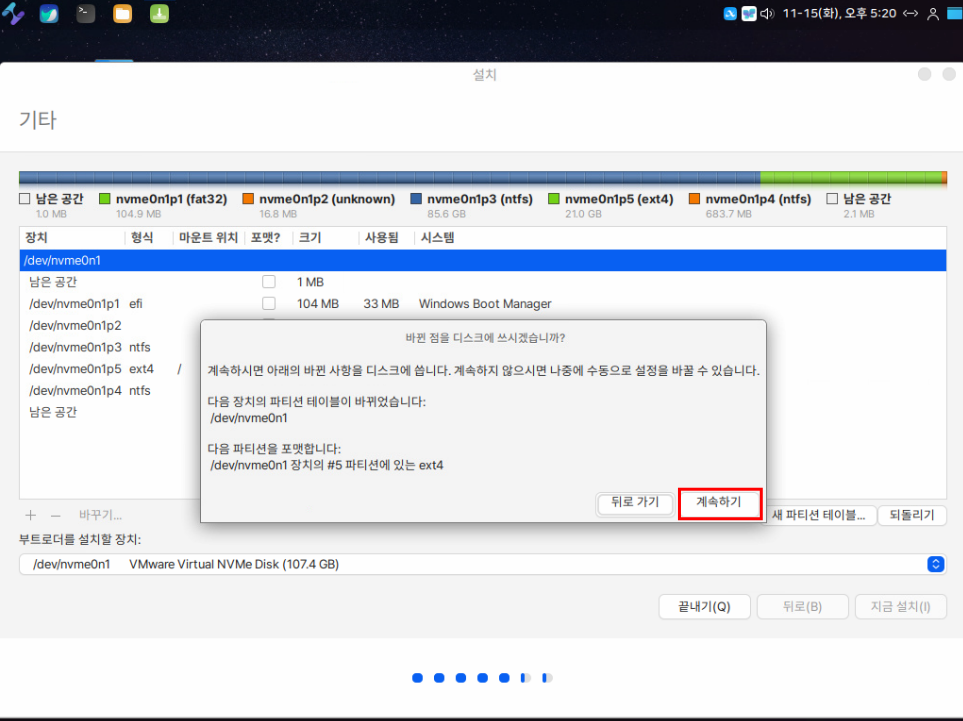 11-15(화), 오후 5:20
설치
기타
남은 공간 nvme0n1p1 (fat32) nvme0n1p2 (unknown) nvme0n1p3 (ntfs) nvme0n1p5 (ext4) nvme0n1p4 (ntfs) 남은 공간
1.0 MB 104.9 MB 16.8 MB 85.6 GB 21.0 GB 683.7 MB 2.1 MB
장치 형식 마운트 위치 포맷? 크기 사용됨 시스템
/dev/nvme0n1
남은 공간 1 MB
/dev/nvme0n1p1 efi 104 MB 33 MB Windows Boot Manager
/dev/nvme0n1p2
/dev/nvme0n1p3 ntfs
/dev/nvme0n1p5 ext4 /
/dev/nvme0n1p4 ntfs
남은 공간
바뀐 점을 디스크에 쓰시겠습니까?
계속하시면 아래의 바뀐 사항을 디스크에 씁니다. 계속하지 않으시면 나중에 수동으로 설정을 바꿀 수 있습니다.
다음 장치의 파티션 테이블이 바뀌었습니다:
/dev/nvme0n1
다음 파티션을 포맷합니다:
/dev/nvme0n1 장치의 #5 파티션에 있는 ext4
뒤로 가기 계속하기
+ − 바꾸기... 새 파티션 테이블... 되돌리기
부트로더를 설치할 장치:
/dev/nvme0n1 VMware Virtual NVMe Disk (107.4 GB)
끝내기(Q) 뒤로(B) 지금 설치(I)